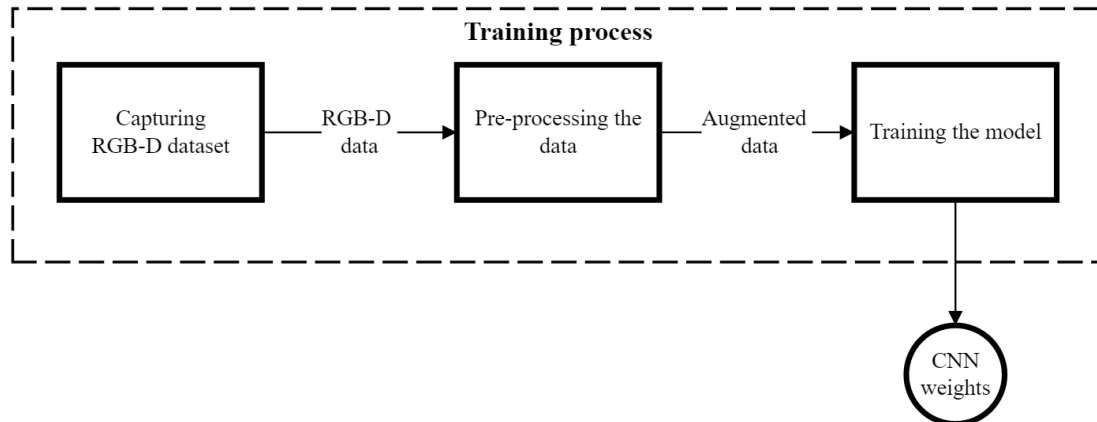 Training process
Capturing
RGB-D dataset
RGB-D
data
Pre-processing the
data
Augmented
data
Training the model
CNN
weights